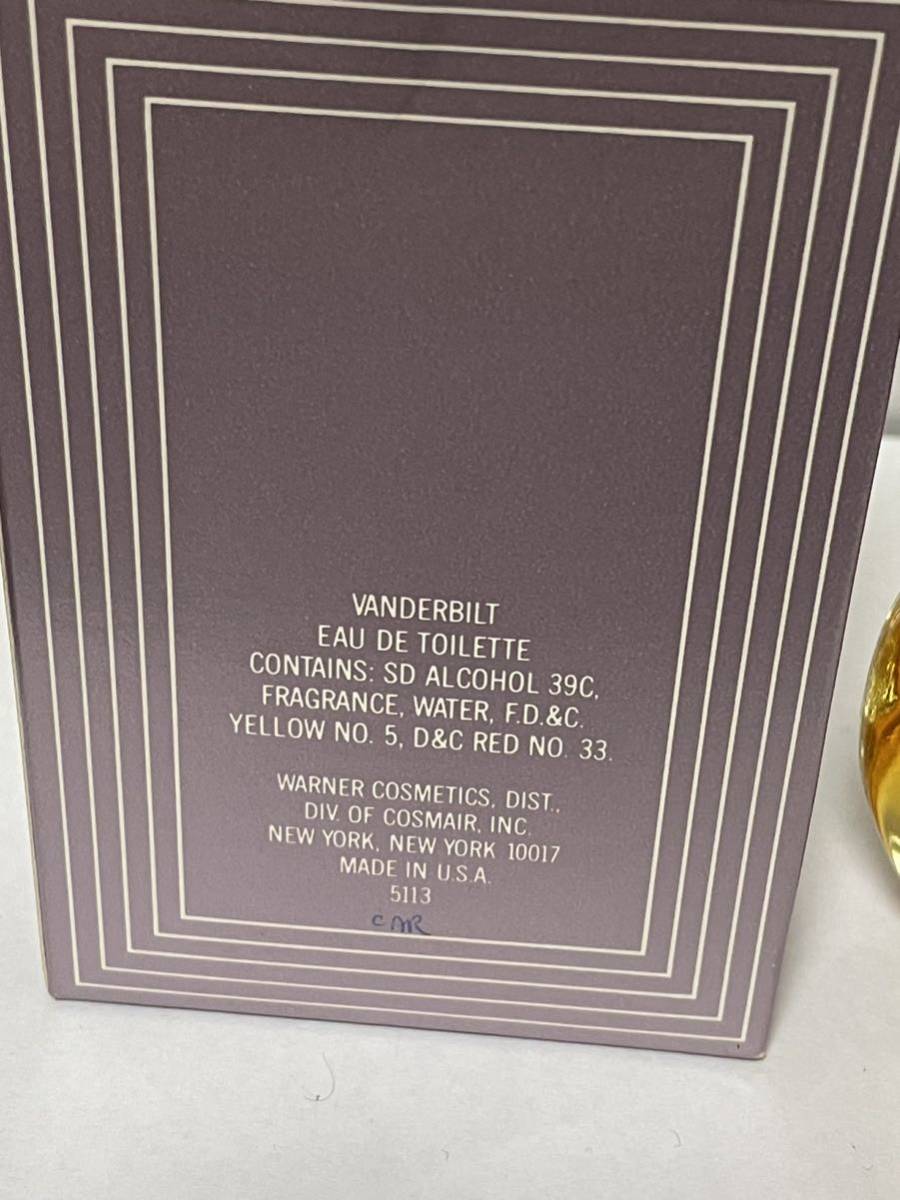 VANDERBILT
EAU DE TOILETTE
CONTAINS: SD ALCOHOL 39C,
FRAGRANCE, WATER, F.D.&C.
YELLOW NO. 5, D&C RED NO. 33.
WARNER COSMETICS, DIST.,
DIV. OF COSMAIR, INC.
NEW YORK, NEW YORK 10017
MADE IN U.S.A.
5113